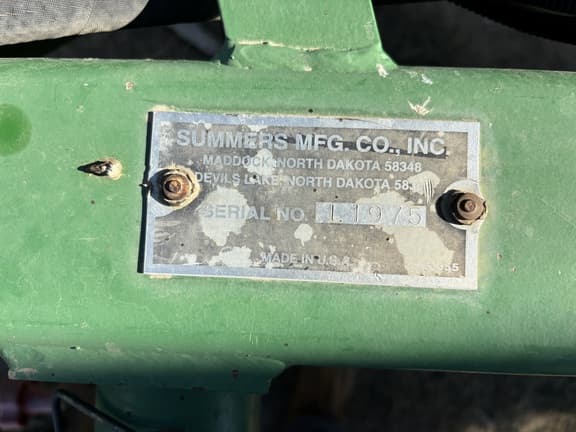 SUMMERS MFG. CO., INC.
MADDOCK, NORTH DAKOTA 58348
DEVILS LAKE, NORTH DAKOTA
SERIAL NO. L1975
MADE IN U.S.A.